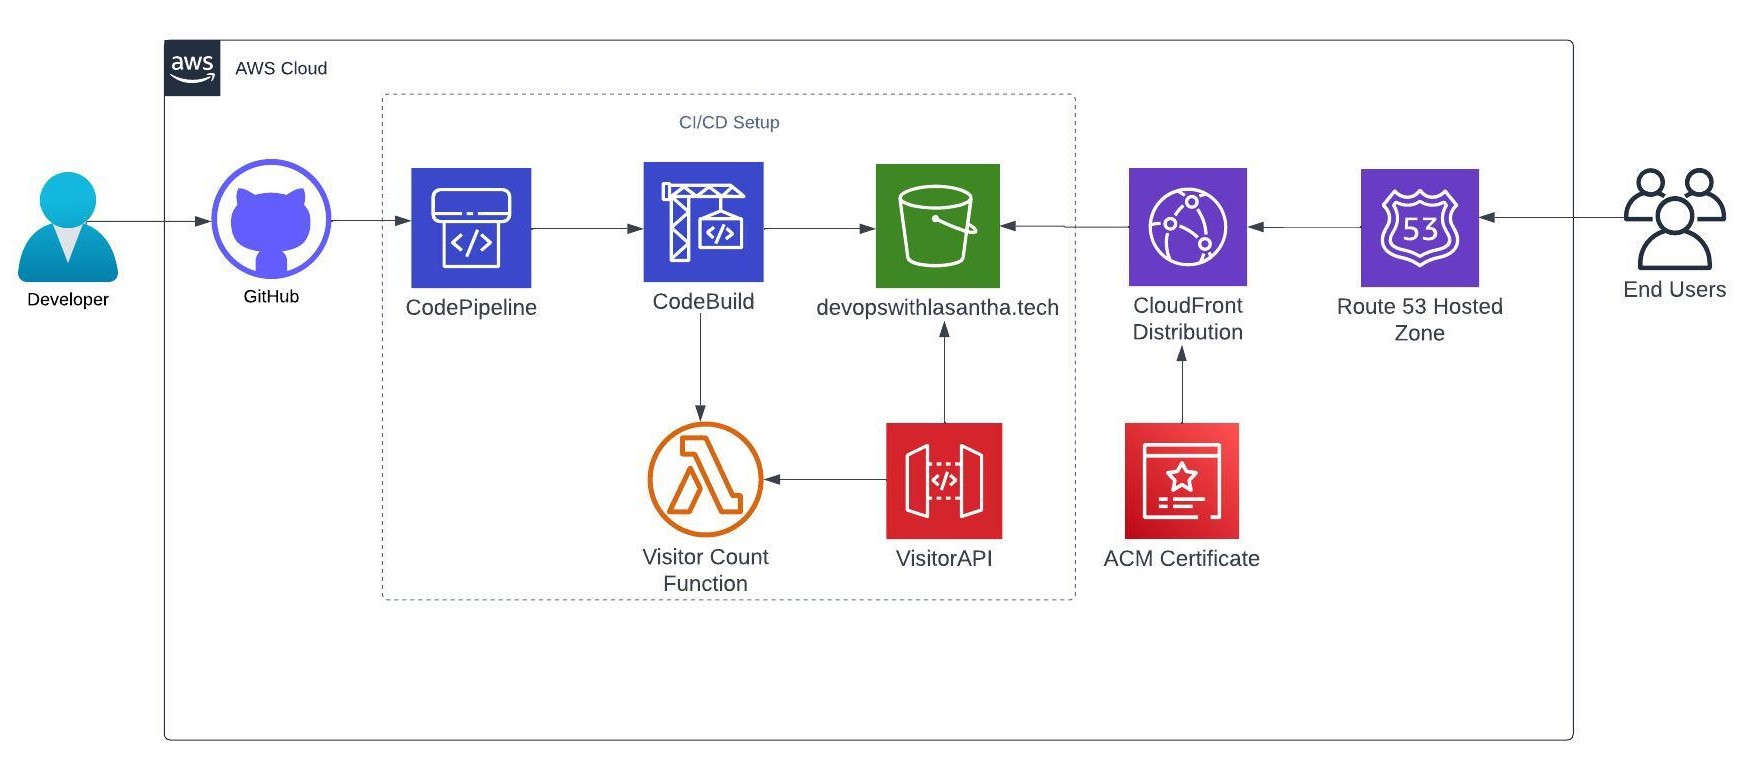 aws
AWS Cloud
CI/CD Setup
</>
</>
53
Developer
GitHub
CodePipeline
CodeBuild
devopswithlasantha.tech
CloudFront
Distribution
Route 53 Hosted
Zone
End Users
</>
Visitor Count
Function
VisitorAPI
ACM Certificate